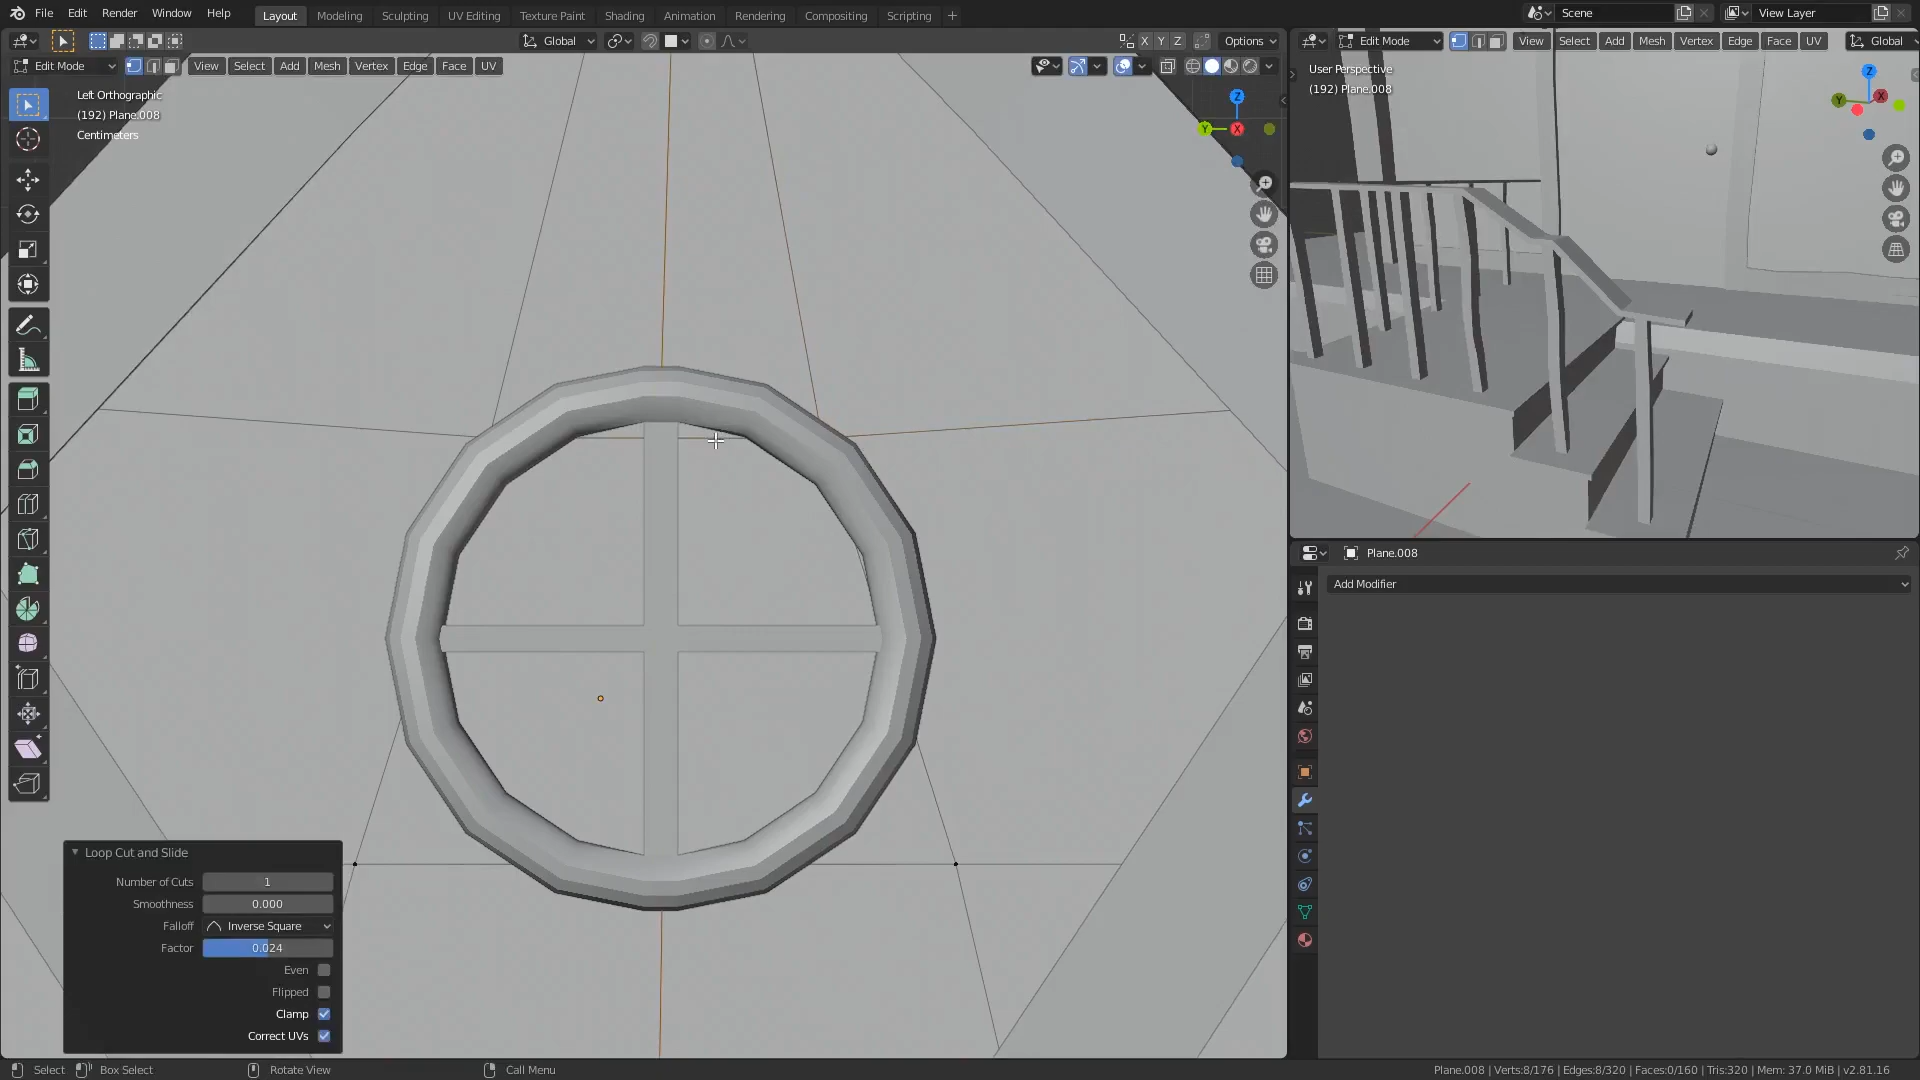 File Edit Render Window Help
Layout Modeling Sculpting UV Editing Texture Paint Shading Animation Rendering Compositing Scripting +
Scene
View Layer
Global
X Y Z
Options
Edit Mode
View Select Add Mesh Vertex Edge Face UV
Left Orthographic
(192) Plane.008
Centimeters
Z
Y
X
Edit Mode
View Select Add Mesh Vertex Edge Face UV
Global
User Perspective
(192) Plane.008
Z
Y
X
Plane.008
Add Modifier
Loop Cut and Slide
Number of Cuts 1
Smoothness 0.000
Falloff Inverse Square
Factor 0.024
Even
Flipped
Clamp
Correct UVs
Select
Box Select
Rotate View
Call Menu
Plane.008 | Verts:8/176 | Edges:8/320 | Faces:0/160 | Tris:320 | Mem: 37.0 MiB | v2.81.16